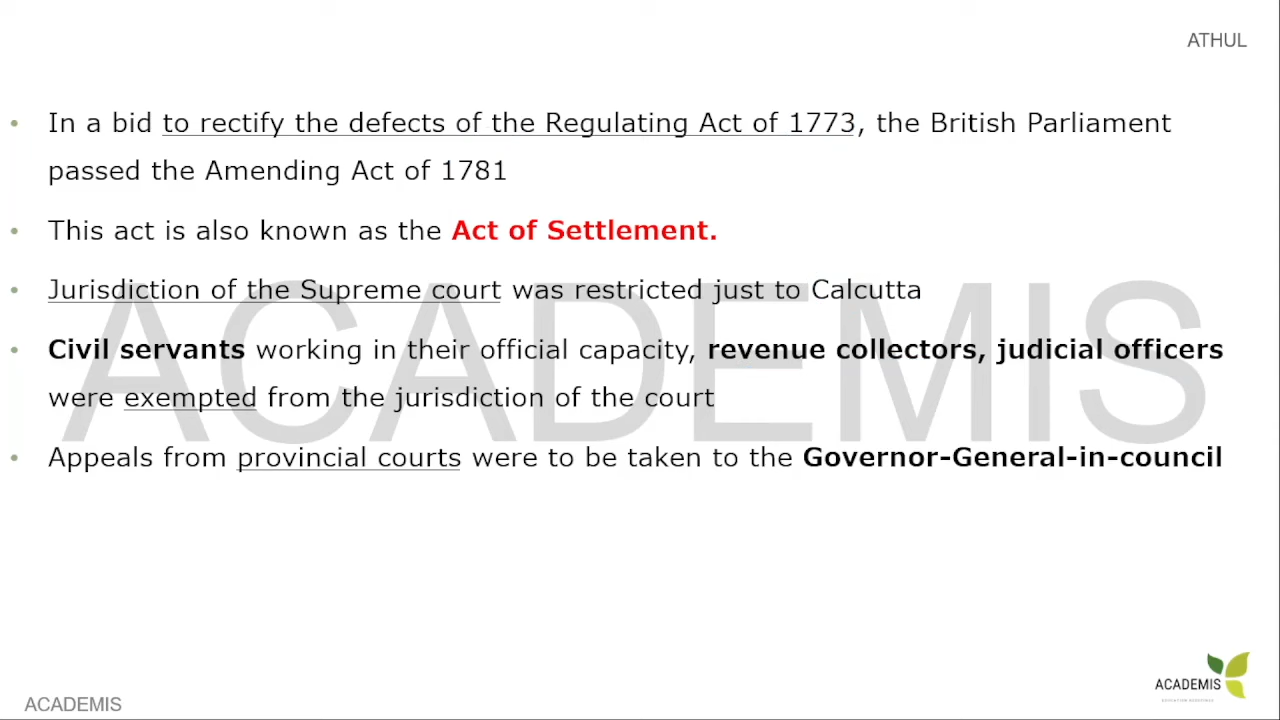 ATHUL
• In a bid to rectify the defects of the Regulating Act of 1773, the British Parliament
passed the Amending Act of 1781
• This act is also known as the Act of Settlement.
• Jurisdiction of the Supreme court was restricted just to Calcutta
• Civil servants working in their official capacity, revenue collectors, judicial officers
were exempted from the jurisdiction of the court
• Appeals from provincial courts were to be taken to the Governor-General-in-council
ACADEMIS
ACADEMIS
ACADEMIS